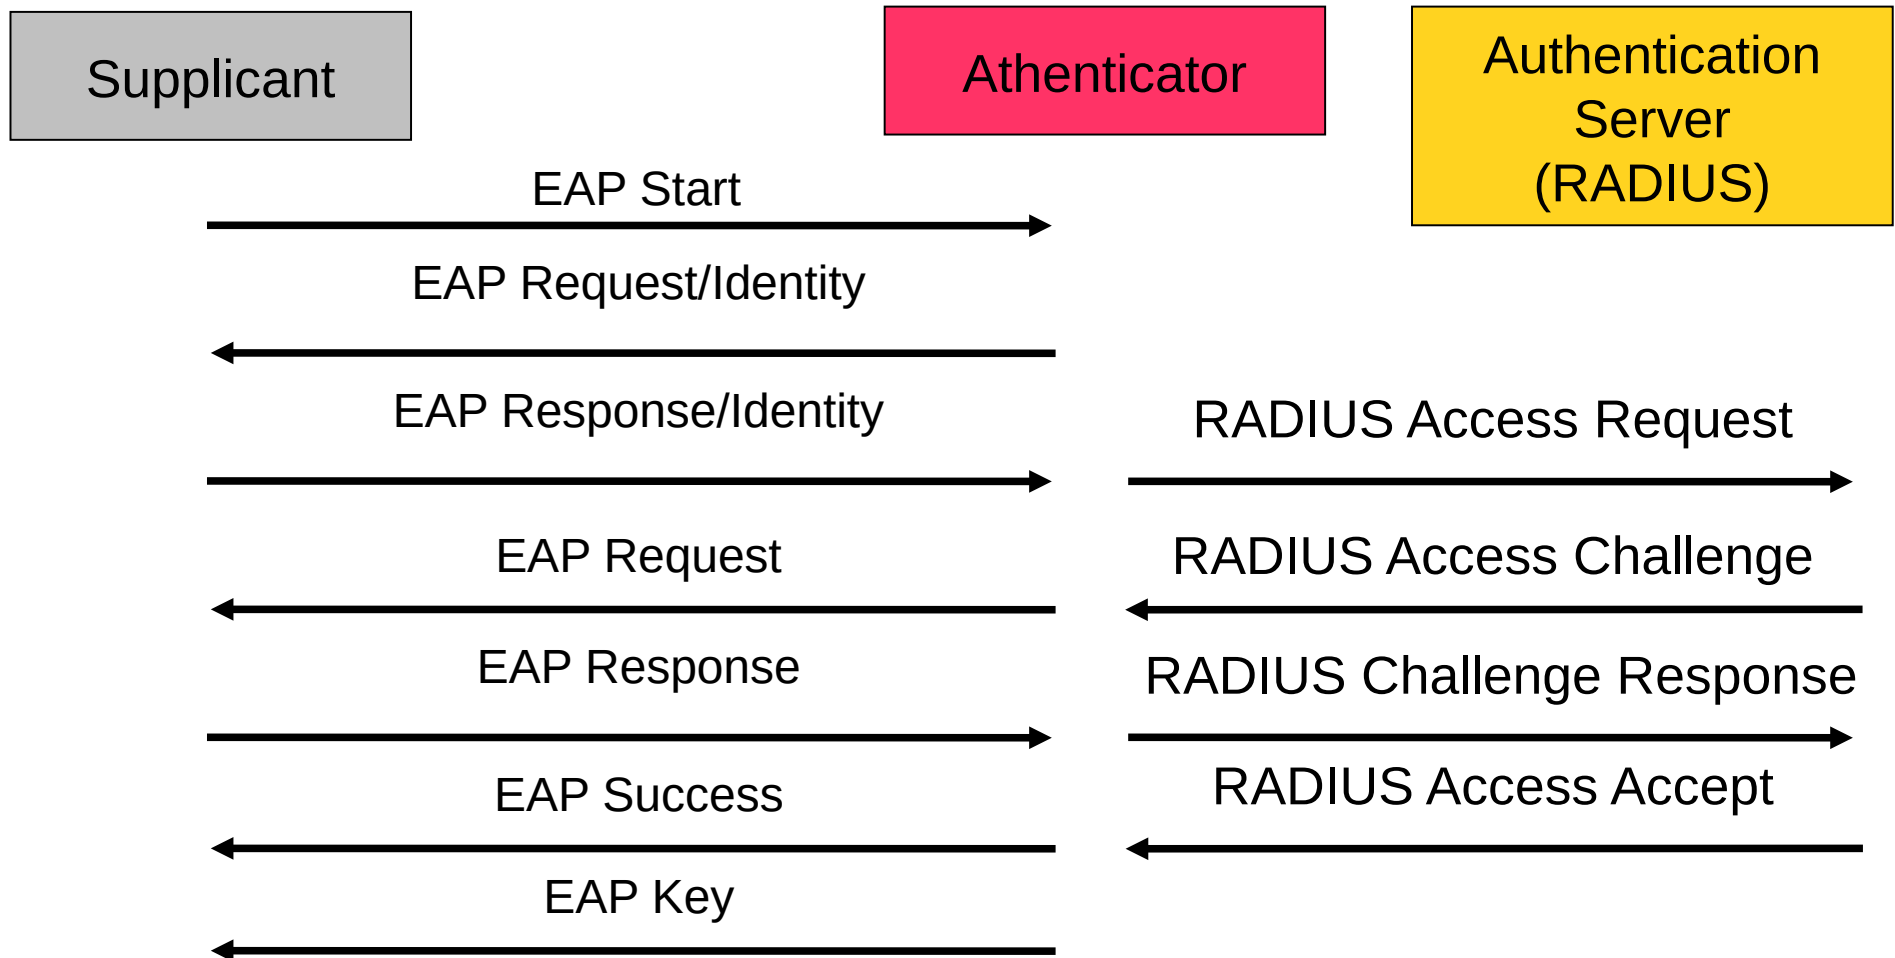 Supplicant
Athenticator
Authentication
Server
(RADIUS)
EAP Start
EAP Request/Identity
EAP Response/Identity
RADIUS Access Request
EAP Request
RADIUS Access Challenge
EAP Response
RADIUS Challenge Response
EAP Success
RADIUS Access Accept
EAP Key